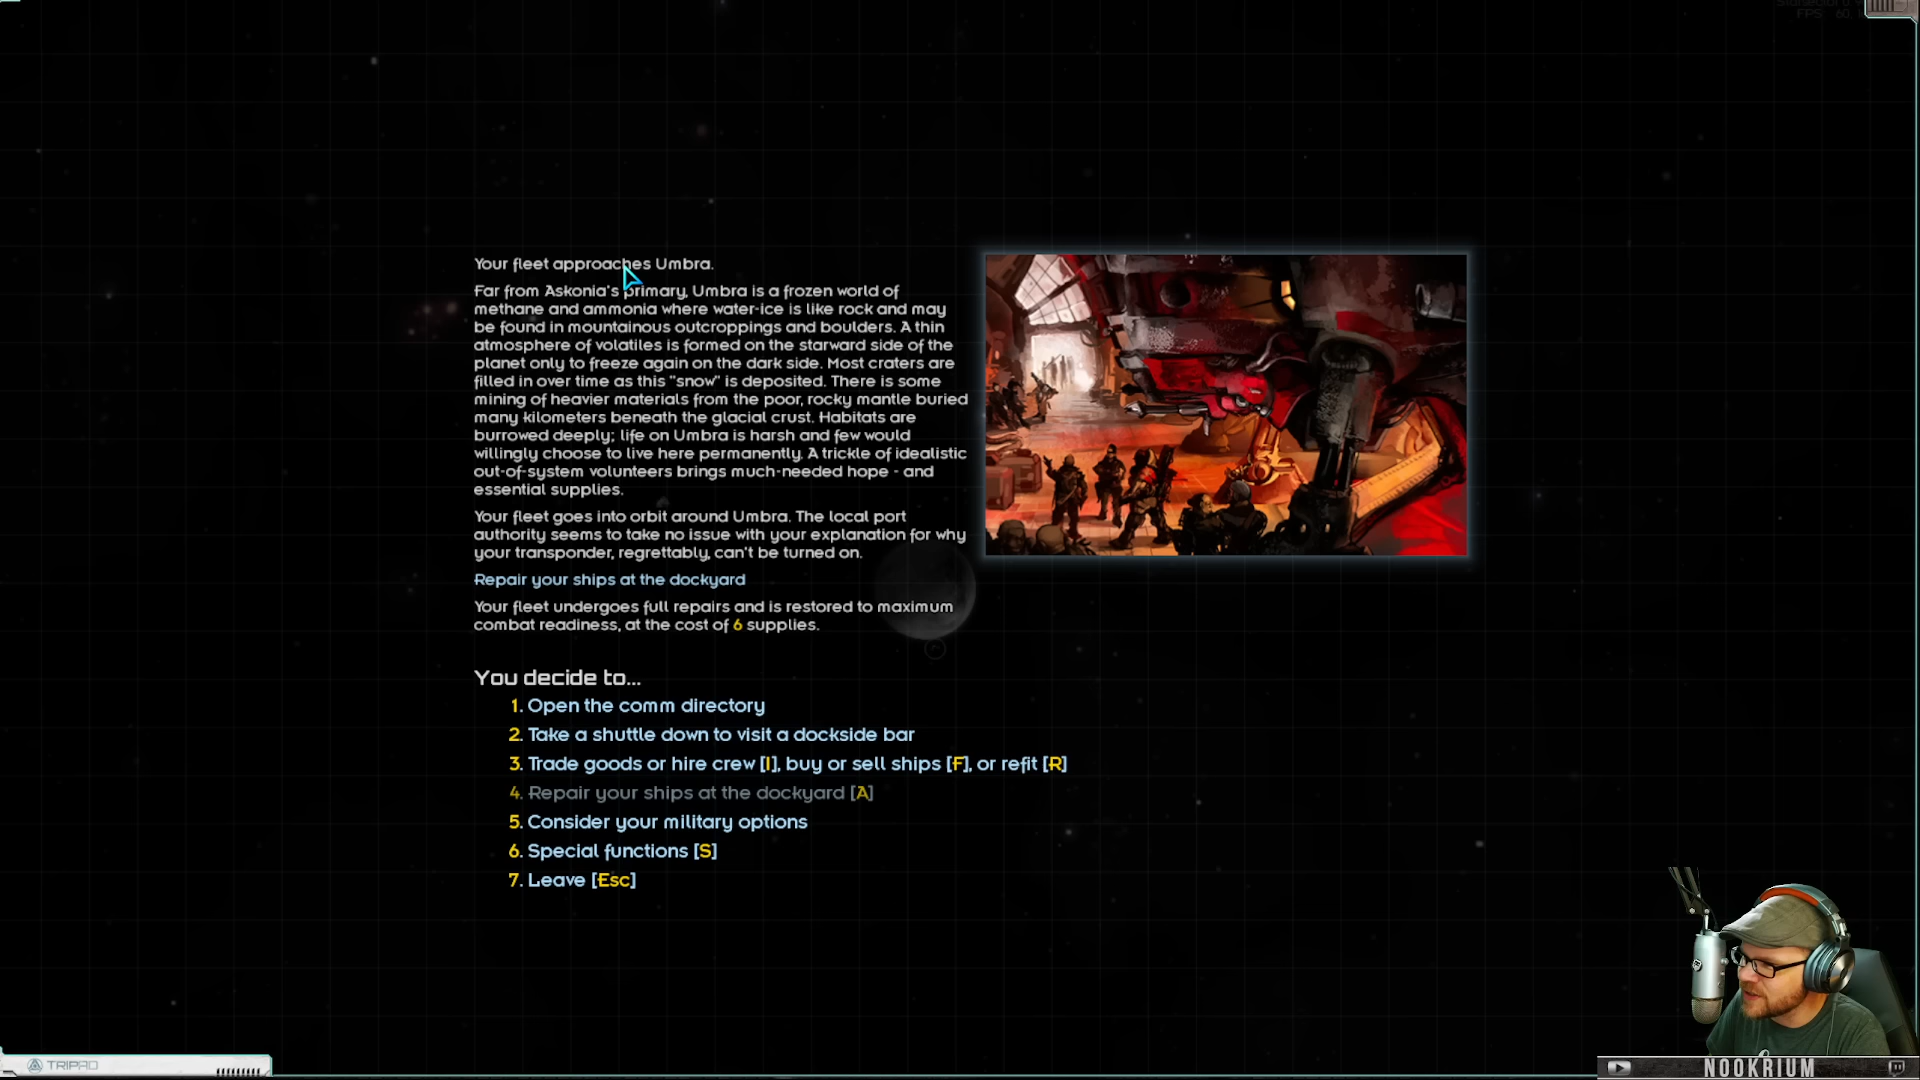 FPS 60
Your fleet approaches Umbra.
Far from Askonia's primary, Umbra is a frozen world of
methane and ammonia where water-ice is like rock and may
be found in mountainous outcroppings and boulders. A thin
atmosphere of volatiles is formed on the starward side of the
planet only to freeze again on the dark side. Most craters are
filled in over time as this "snow" is deposited. There is some
mining of heavier materials from the poor, rocky mantle buried
many kilometers beneath the glacial crust. Habitats are
burrowed deeply; life on Umbra is harsh and few would
willingly choose to live here permanently. A trickle of idealistic
out-of-system volunteers brings much-needed hope - and
essential supplies.
Your fleet goes into orbit around Umbra. The local port
authority seems to take no issue with your explanation for why
your transponder, regrettably, can't be turned on.
Repair your ships at the dockyard
Your fleet undergoes full repairs and is restored to maximum
combat readiness, at the cost of 6 supplies.
You decide to...
1. Open the comm directory
2. Take a shuttle down to visit a dockside bar
3. Trade goods or hire crew [I], buy or sell ships [F], or refit [R]
4. Repair your ships at the dockyard [A]
5. Consider your military options
6. Special functions [S]
7. Leave [Esc]
TRIPAD
NOOKRIUM